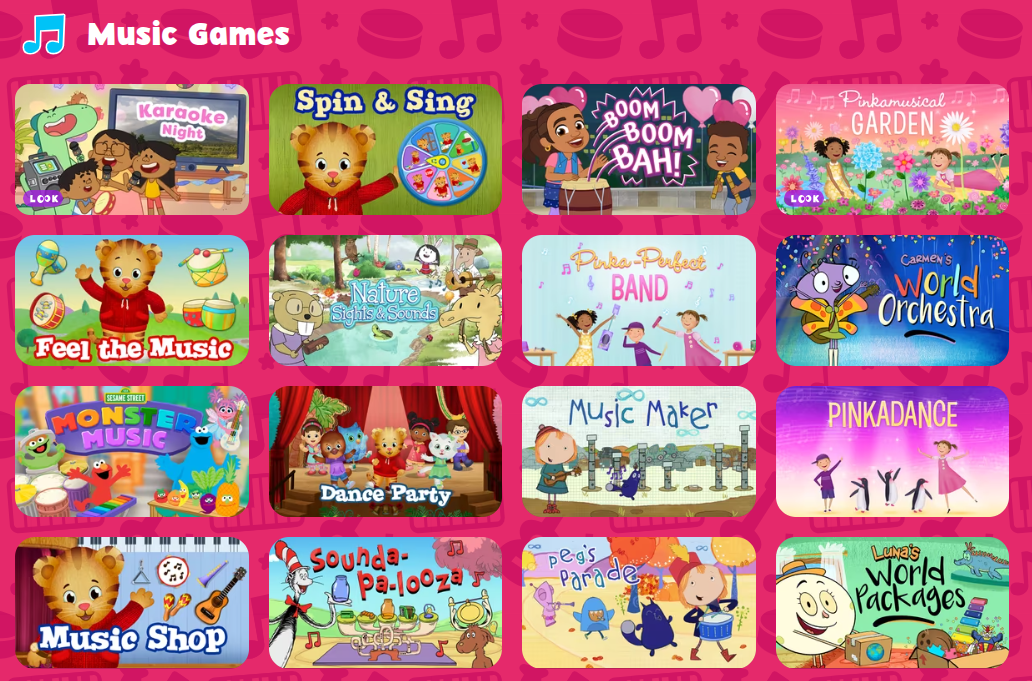 Music Games
Karaoke
Night
LOOK
Spin & Sing
BOOM
BOOM
BAH!
Pinkamusical
GARDEN
LOOK
Feel the Music
Nature
Sights & Sounds
Pinka-Perfect
BAND
CARMEN'S
World
Orchestra
SESAME STREET
MONSTER
MUSIC
Dance Party
Music Maker
PINKADANCE
Music Shop
Sounda-
Pa-looza
Peg's
Parade
LUNA'S
World
Packages